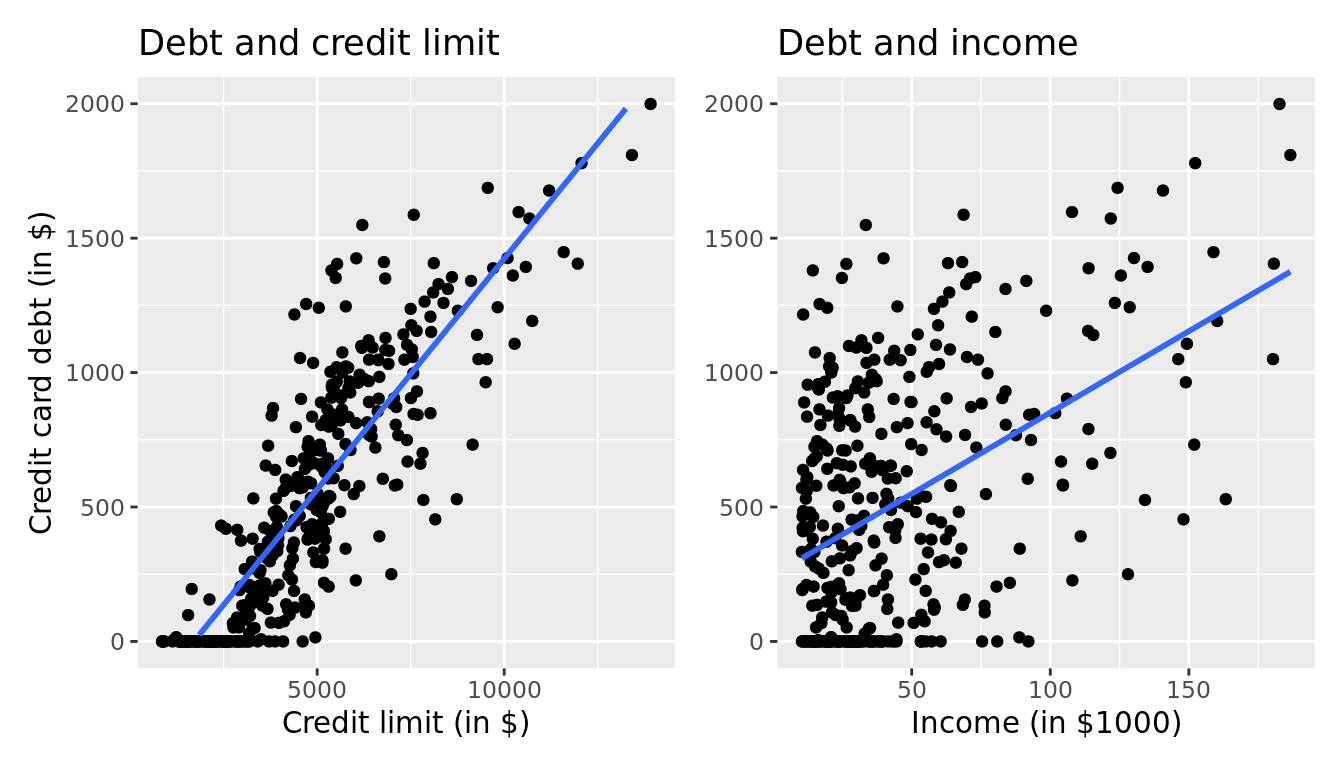 Debt and credit limit
Debt and income
Credit card debt (in $)
2000
1500
1000
500
0
5000 10000
Credit limit (in $)
2000
1500
1000
500
0
50 100 150
Income (in $1000)